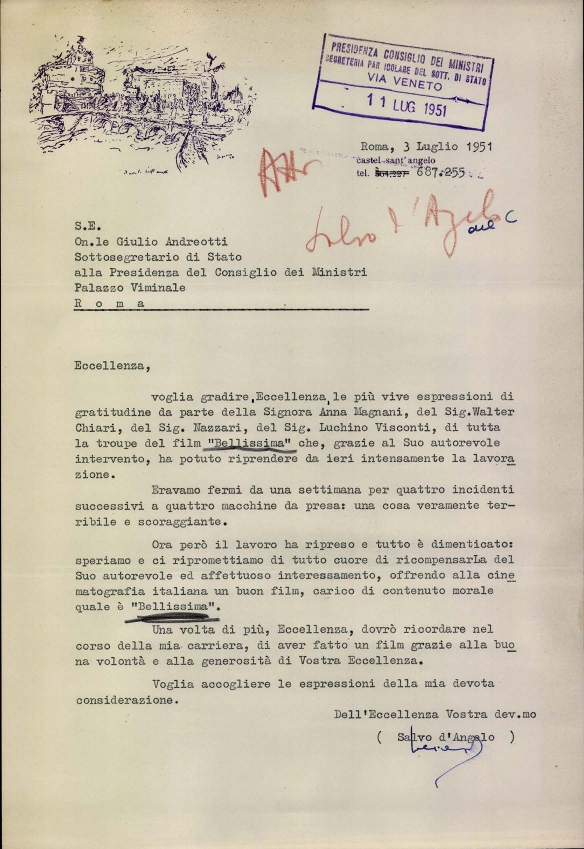 PRESIDENZA CONSIGLIO DEI MINISTRI
SEGRETERIA PARTICOLARE DEL SOTT. DI STATO
VIA VENETO
11 LUG 1951
Roma, 3 Luglio 1951
castel sant'angelo
tel. 687.255
Salvo d'Angelo
S.E.
On.le Giulio Andreotti
Sottosegretario di Stato
alla Presidenza del Consiglio dei Ministri
Palazzo Viminale
R o m a
Eccellenza,
voglia gradire, Eccellenza, le più vive espressioni di
gratitudine da parte della Signora Anna Magnani, del Sig.Walter
Chiari, del Sig. Nazzari, del Sig. Luchino Visconti, di tutta
la troupe del film "Bellissima" che, grazie al Suo autorevole
intervento, ha potuto riprendere da ieri intensamente la lavora
zione.
Eravamo fermi da una settimana per quattro incidenti
successivi a quattro macchine da presa: una cosa veramente ter-
ribile e scoraggiante.
Ora però il lavoro ha ripreso e tutto è dimenticato:
speriamo e ci ripromettiamo di tutto cuore di ricompensarLa del
Suo autorevole ed affettuoso interessamento, offrendo alla cine
matografia italiana un buon film, carico di contenuto morale
quale è "Bellissima".
Una volta di più, Eccellenza, dovrò ricordare nel
corso della mia carriera, di aver fatto un film grazie alla buo
na volontà e alla generosità di Vostra Eccellenza.
Voglia accogliere le espressioni della mia devota
considerazione.
Dell'Eccellenza Vostra dev.mo
( Salvo d'Angelo )